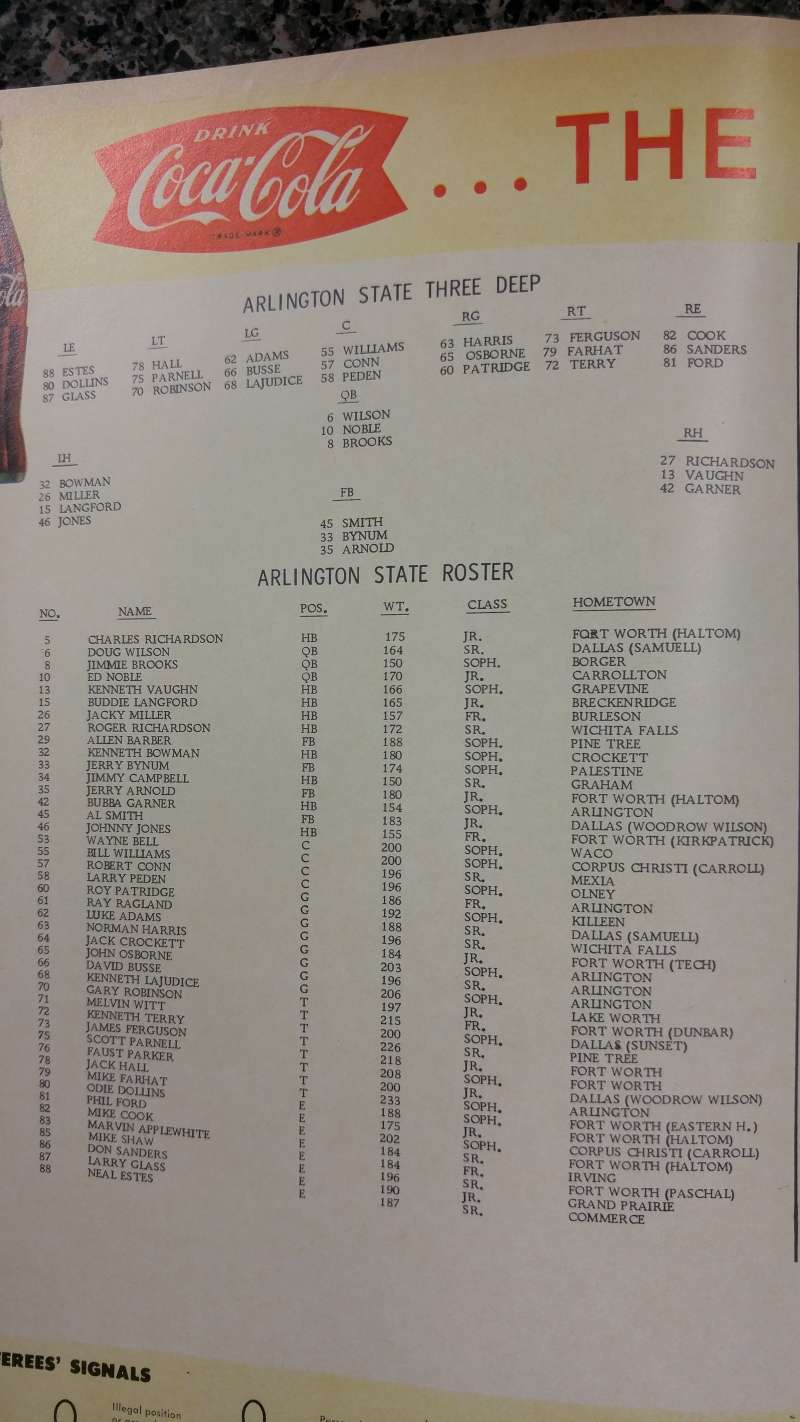 DRINK
Coca-Cola
TRADE-MARK ®
... THE
ola
ARLINGTON STATE THREE DEEP
LE LT LG C RG RT RE
88 ESTES 78 HALL 62 ADAMS 55 WILLIAMS 63 HARRIS 73 FERGUSON 82 COOK
80 DOLLINS 75 PARNELL 66 BUSSE 57 CONN 65 OSBORNE 79 FARHAT 86 SANDERS
87 GLASS 70 ROBINSON 68 LAJUDICE 58 PEDEN 60 PATRIDGE 72 TERRY 81 FORD
QB
6 WILSON
10 NOBLE
8 BROOKS
LH
32 BOWMAN
26 MILLER
15 LANGFORD
46 JONES
RH
27 RICHARDSON
13 VAUGHN
42 GARNER
FB
45 SMITH
33 BYNUM
35 ARNOLD
ARLINGTON STATE ROSTER
NO. NAME POS. WT. CLASS HOMETOWN
5 CHARLES RICHARDSON HB 175 JR. FORT WORTH (HALTOM)
6 DOUG WILSON QB 164 SR. DALLAS (SAMUELL)
8 JIMMIE BROOKS QB 150 SOPH. BORGER
10 ED NOBLE QB 170 JR. CARROLLTON
13 KENNETH VAUGHN HB 166 SOPH. GRAPEVINE
15 BUDDIE LANGFORD HB 165 JR. BRECKENRIDGE
26 JACKY MILLER HB 157 FR. BURLESON
27 ROGER RICHARDSON HB 172 SR. WICHITA FALLS
29 ALLEN BARBER FB 188 SOPH. PINE TREE
32 KENNETH BOWMAN HB 180 SOPH. CROCKETT
33 JERRY BYNUM FB 174 SOPH. PALESTINE
34 JIMMY CAMPBELL HB 150 SR. GRAHAM
35 JERRY ARNOLD FB 180 JR. FORT WORTH (HALTOM)
42 BUBBA GARNER HB 154 SOPH. ARLINGTON
45 AL SMITH FB 183 JR. DALLAS (WOODROW WILSON)
46 JOHNNY JONES HB 155 FR. FORT WORTH (KIRKPATRICK)
53 WAYNE BELL C 200 SOPH. WACO
55 BILL WILLIAMS C 200 SOPH. CORPUS CHRISTI (CARROLL)
57 ROBERT CONN C 196 SR. MEXIA
58 LARRY PEDEN C 196 SOPH. OLNEY
60 ROY PATRIDGE G 186 FR. ARLINGTON
61 RAY RAGLAND G 192 SOPH. KILLEEN
62 LUKE ADAMS G 188 SR. DALLAS (SAMUELL)
63 NORMAN HARRIS G 196 SR. WICHITA FALLS
64 JACK CROCKETT G 184 JR. FORT WORTH (TECH)
65 JOHN OSBORNE G 203 SOPH. ARLINGTON
66 DAVID BUSSE G 196 SR. ARLINGTON
68 KENNETH LAJUDICE G 206 SOPH. ARLINGTON
70 GARY ROBINSON T 197 JR. LAKE WORTH
71 MELVIN WITT T 215 FR. FORT WORTH (DUNBAR)
72 KENNETH TERRY T 200 SOPH. DALLAS (SUNSET)
73 JAMES FERGUSON T 226 SR. PINE TREE
75 SCOTT PARNELL T 218 JR. FORT WORTH
76 FAUST PARKER T 208 SOPH. FORT WORTH
78 JACK HALL T 200 JR. DALLAS (WOODROW WILSON)
79 MIKE FARHAT T 233 SOPH. ARLINGTON
80 ODIE DOLLINS E 188 SOPH. FORT WORTH (EASTERN H.)
81 PHIL FORD E 175 JR. FORT WORTH (HALTOM)
82 MIKE COOK E 202 SOPH. CORPUS CHRISTI (CARROLL)
83 MARVIN APPLEWHITE E 184 SR. FORT WORTH (HALTOM)
85 MIKE SHAW E 184 FR. IRVING
86 DON SANDERS E 196 SR. FORT WORTH (PASCHAL)
87 LARRY GLASS E 190 JR. GRAND PRAIRIE
88 NEAL ESTES E 187 SR. COMMERCE
EREES' SIGNALS
Illegal position